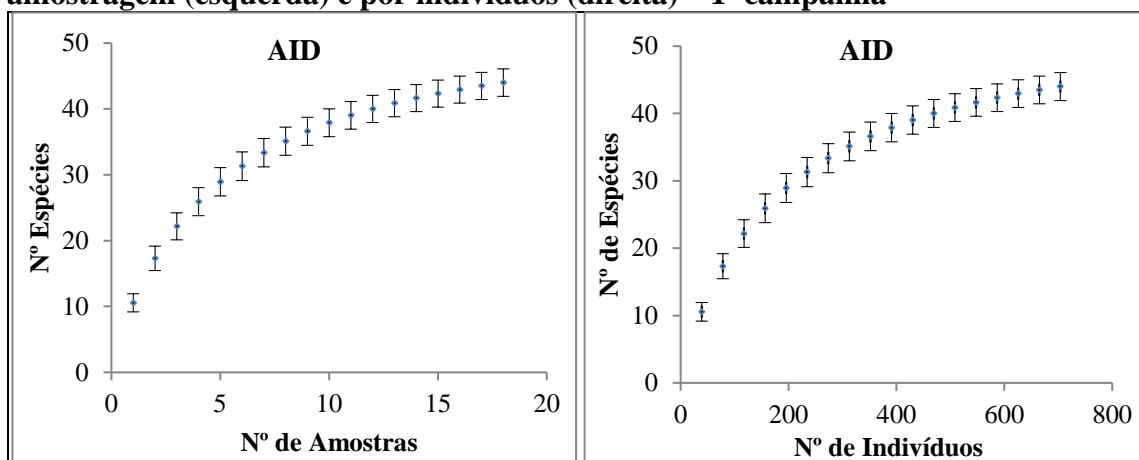 amostragem (esquerda) e por indivíduos (direita) – 1ª campanha
AID
Nº Espécies
50
40
30
20
10
0
0 5 10 15 20
Nº de Amostras
AID
Nº de Espécies
50
40
30
20
10
0
0 200 400 600 800
Nº de Indivíduos